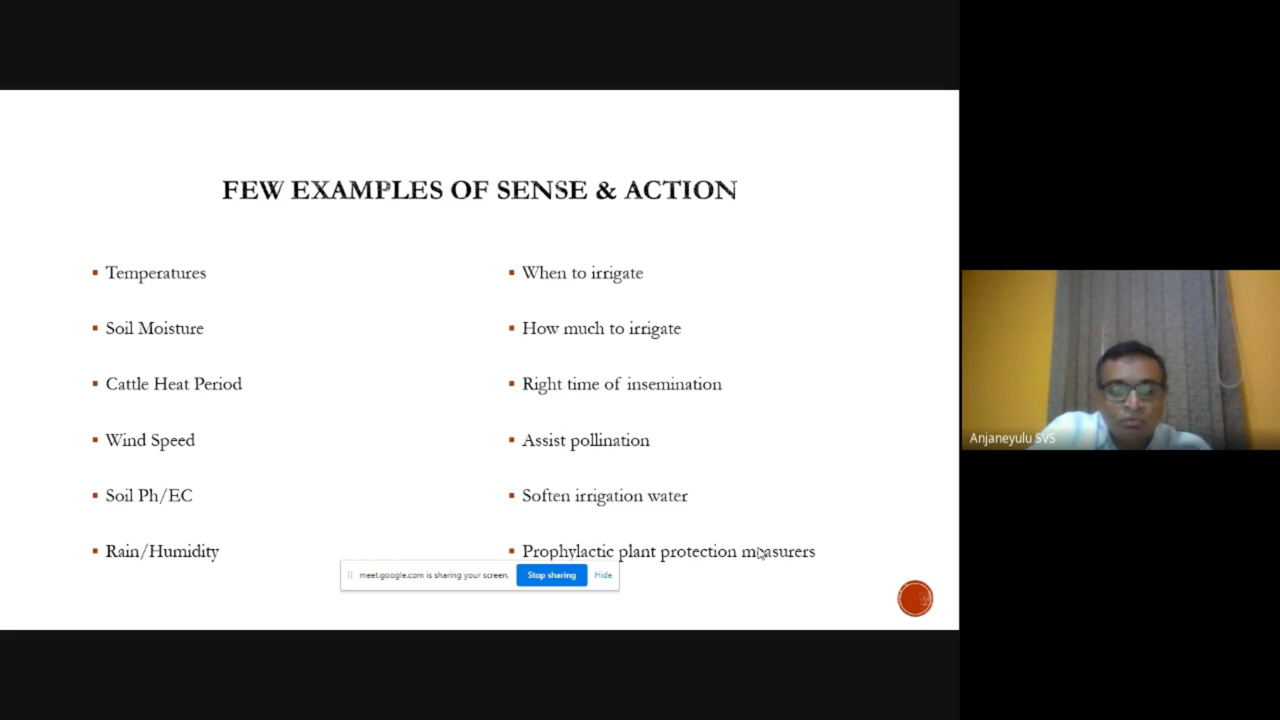 FEW EXAMPLES OF SENSE & ACTION
Temperatures
Soil Moisture
Cattle Heat Period
Wind Speed
Soil Ph/EC
Rain/Humidity
When to irrigate
How much to irrigate
Right time of insemination
Assist pollination
Soften irrigation water
Prophylactic plant protection measurers
meet.google.com is sharing your screen.
Stop sharing
Hide
Anjaneyulu SVS